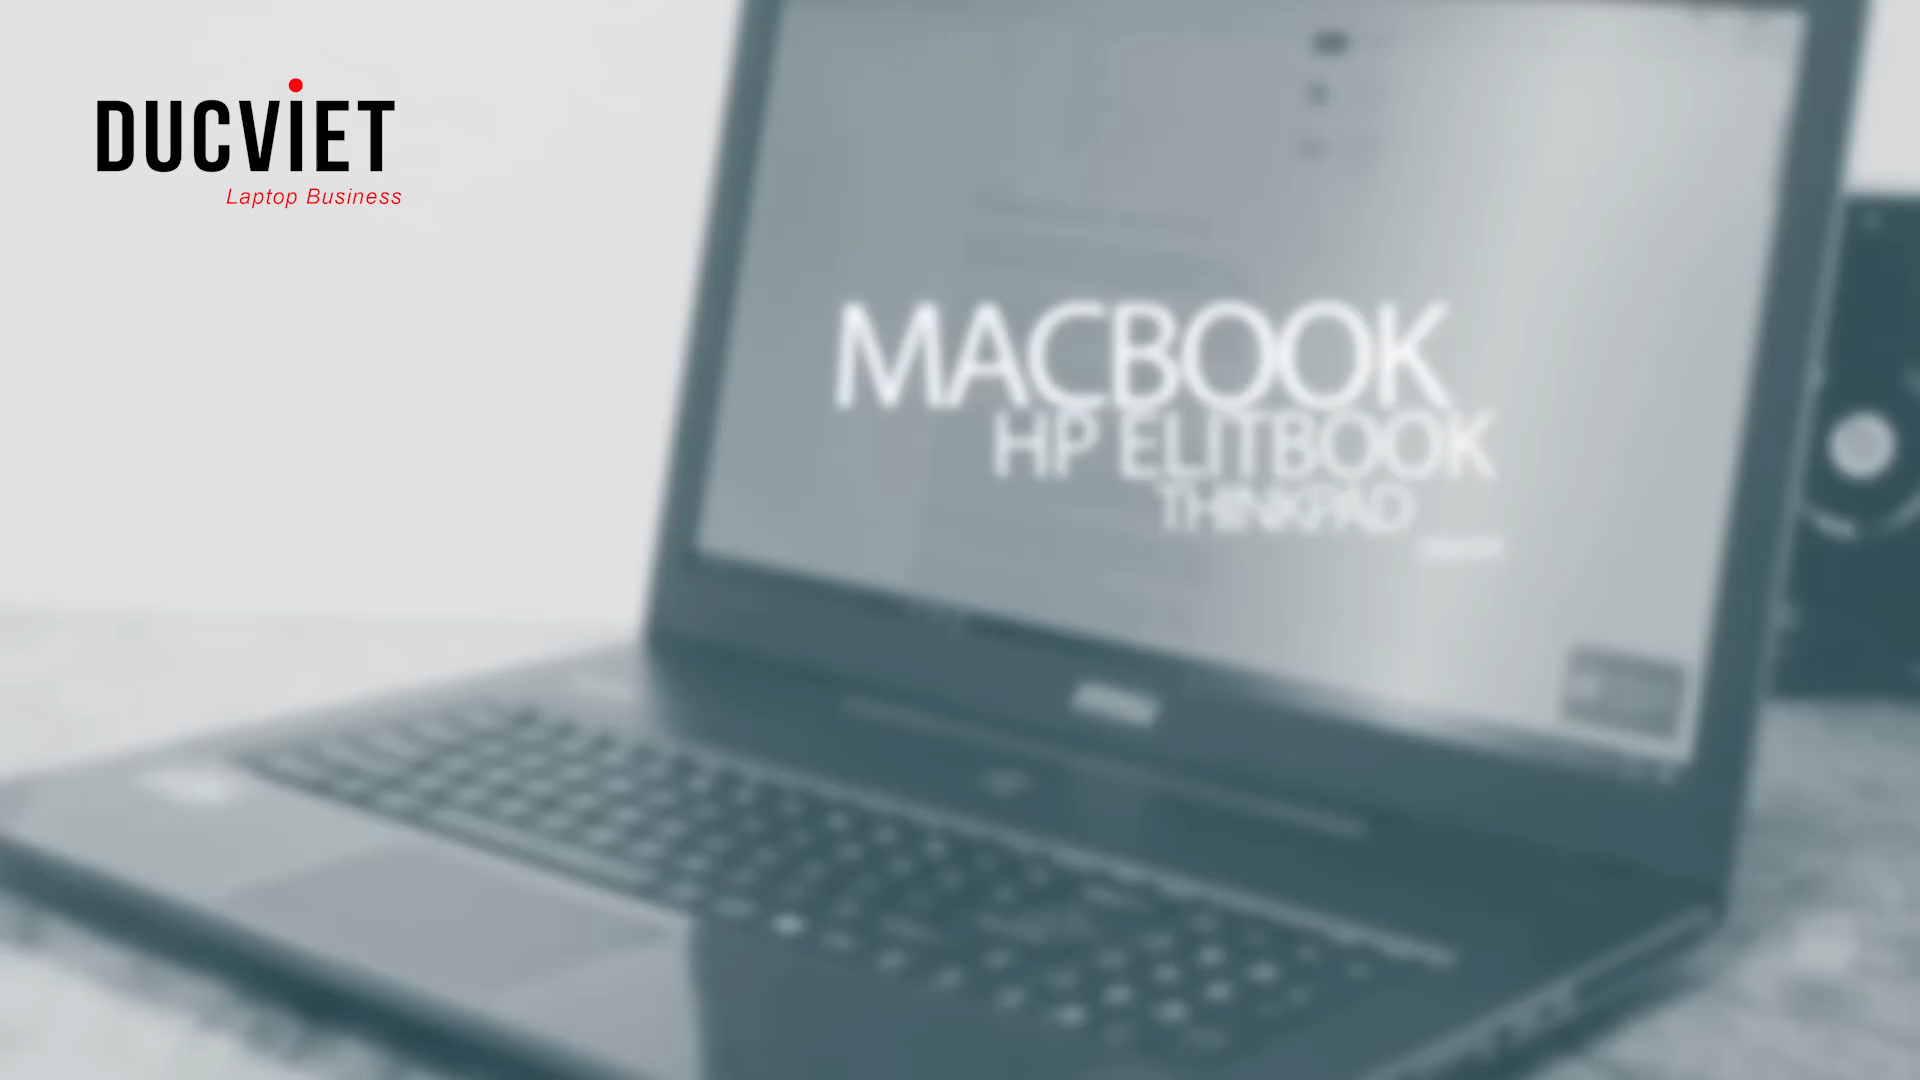 DUCVIET
Laptop Business
MACBOOK
HP ELITBOOK
THINKPAD